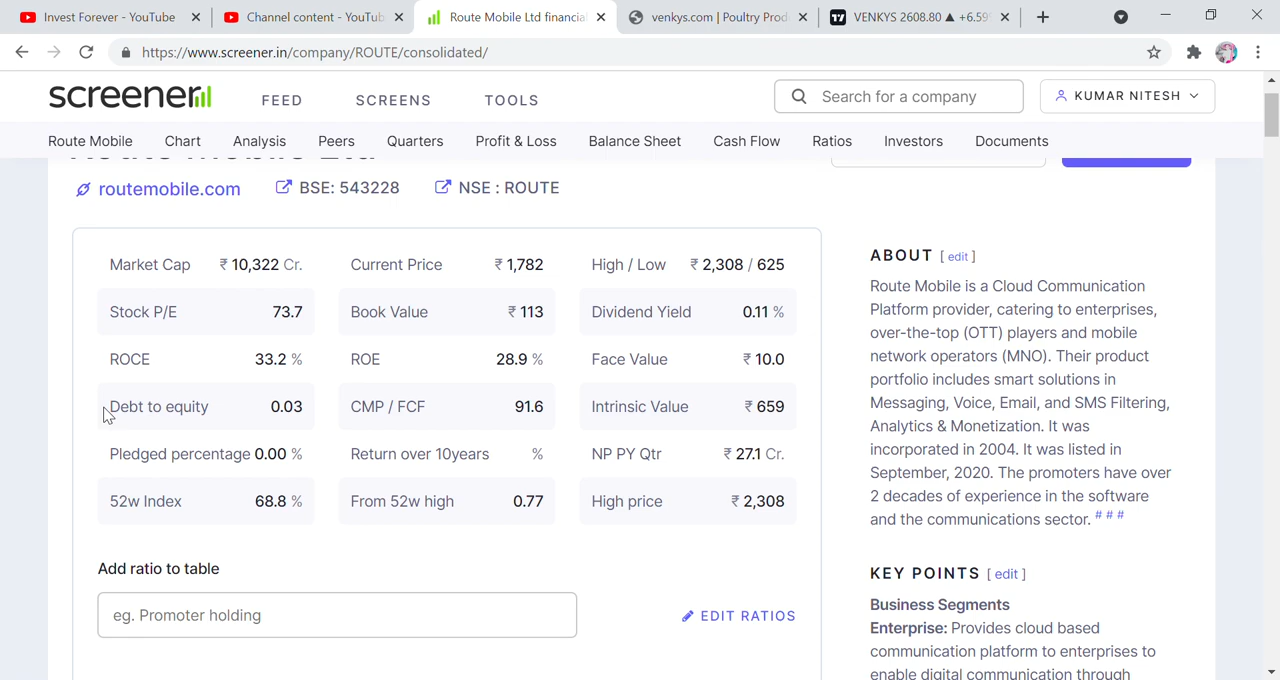 Invest Forever - YouTube
Channel content - YouTub
Route Mobile Ltd financia
venkys.com | Poultry Prod
VENKYS 2608.80 ▲ +6.59
https://www.screener.in/company/ROUTE/consolidated/
screener
FEED SCREENS TOOLS
Search for a company
KUMAR NITESH
Route Mobile Chart Analysis Peers Quarters Profit & Loss Balance Sheet Cash Flow Ratios Investors Documents
Route Mobile Ltd
routemobile.com BSE: 543228 NSE : ROUTE
Market Cap ₹ 10,322 Cr. Current Price ₹ 1,782 High / Low ₹ 2,308 / 625
Stock P/E 73.7 Book Value ₹ 113 Dividend Yield 0.11 %
ROCE 33.2 % ROE 28.9 % Face Value ₹ 10.0
Debt to equity 0.03 CMP / FCF 91.6 Intrinsic Value ₹ 659
Pledged percentage 0.00 % Return over 10years % NP PY Qtr ₹ 27.1 Cr.
52w Index 68.8 % From 52w high 0.77 High price ₹ 2,308
Add ratio to table
eg. Promoter holding
EDIT RATIOS
ABOUT [ edit ]
Route Mobile is a Cloud Communication
Platform provider, catering to enterprises,
over-the-top (OTT) players and mobile
network operators (MNO). Their product
portfolio includes smart solutions in
Messaging, Voice, Email, and SMS Filtering,
Analytics & Monetization. It was
incorporated in 2004. It was listed in
September, 2020. The promoters have over
2 decades of experience in the software
and the communications sector. # # #
KEY POINTS [ edit ]
Business Segments
Enterprise: Provides cloud based
communication platform to enterprises to
enable digital communication through